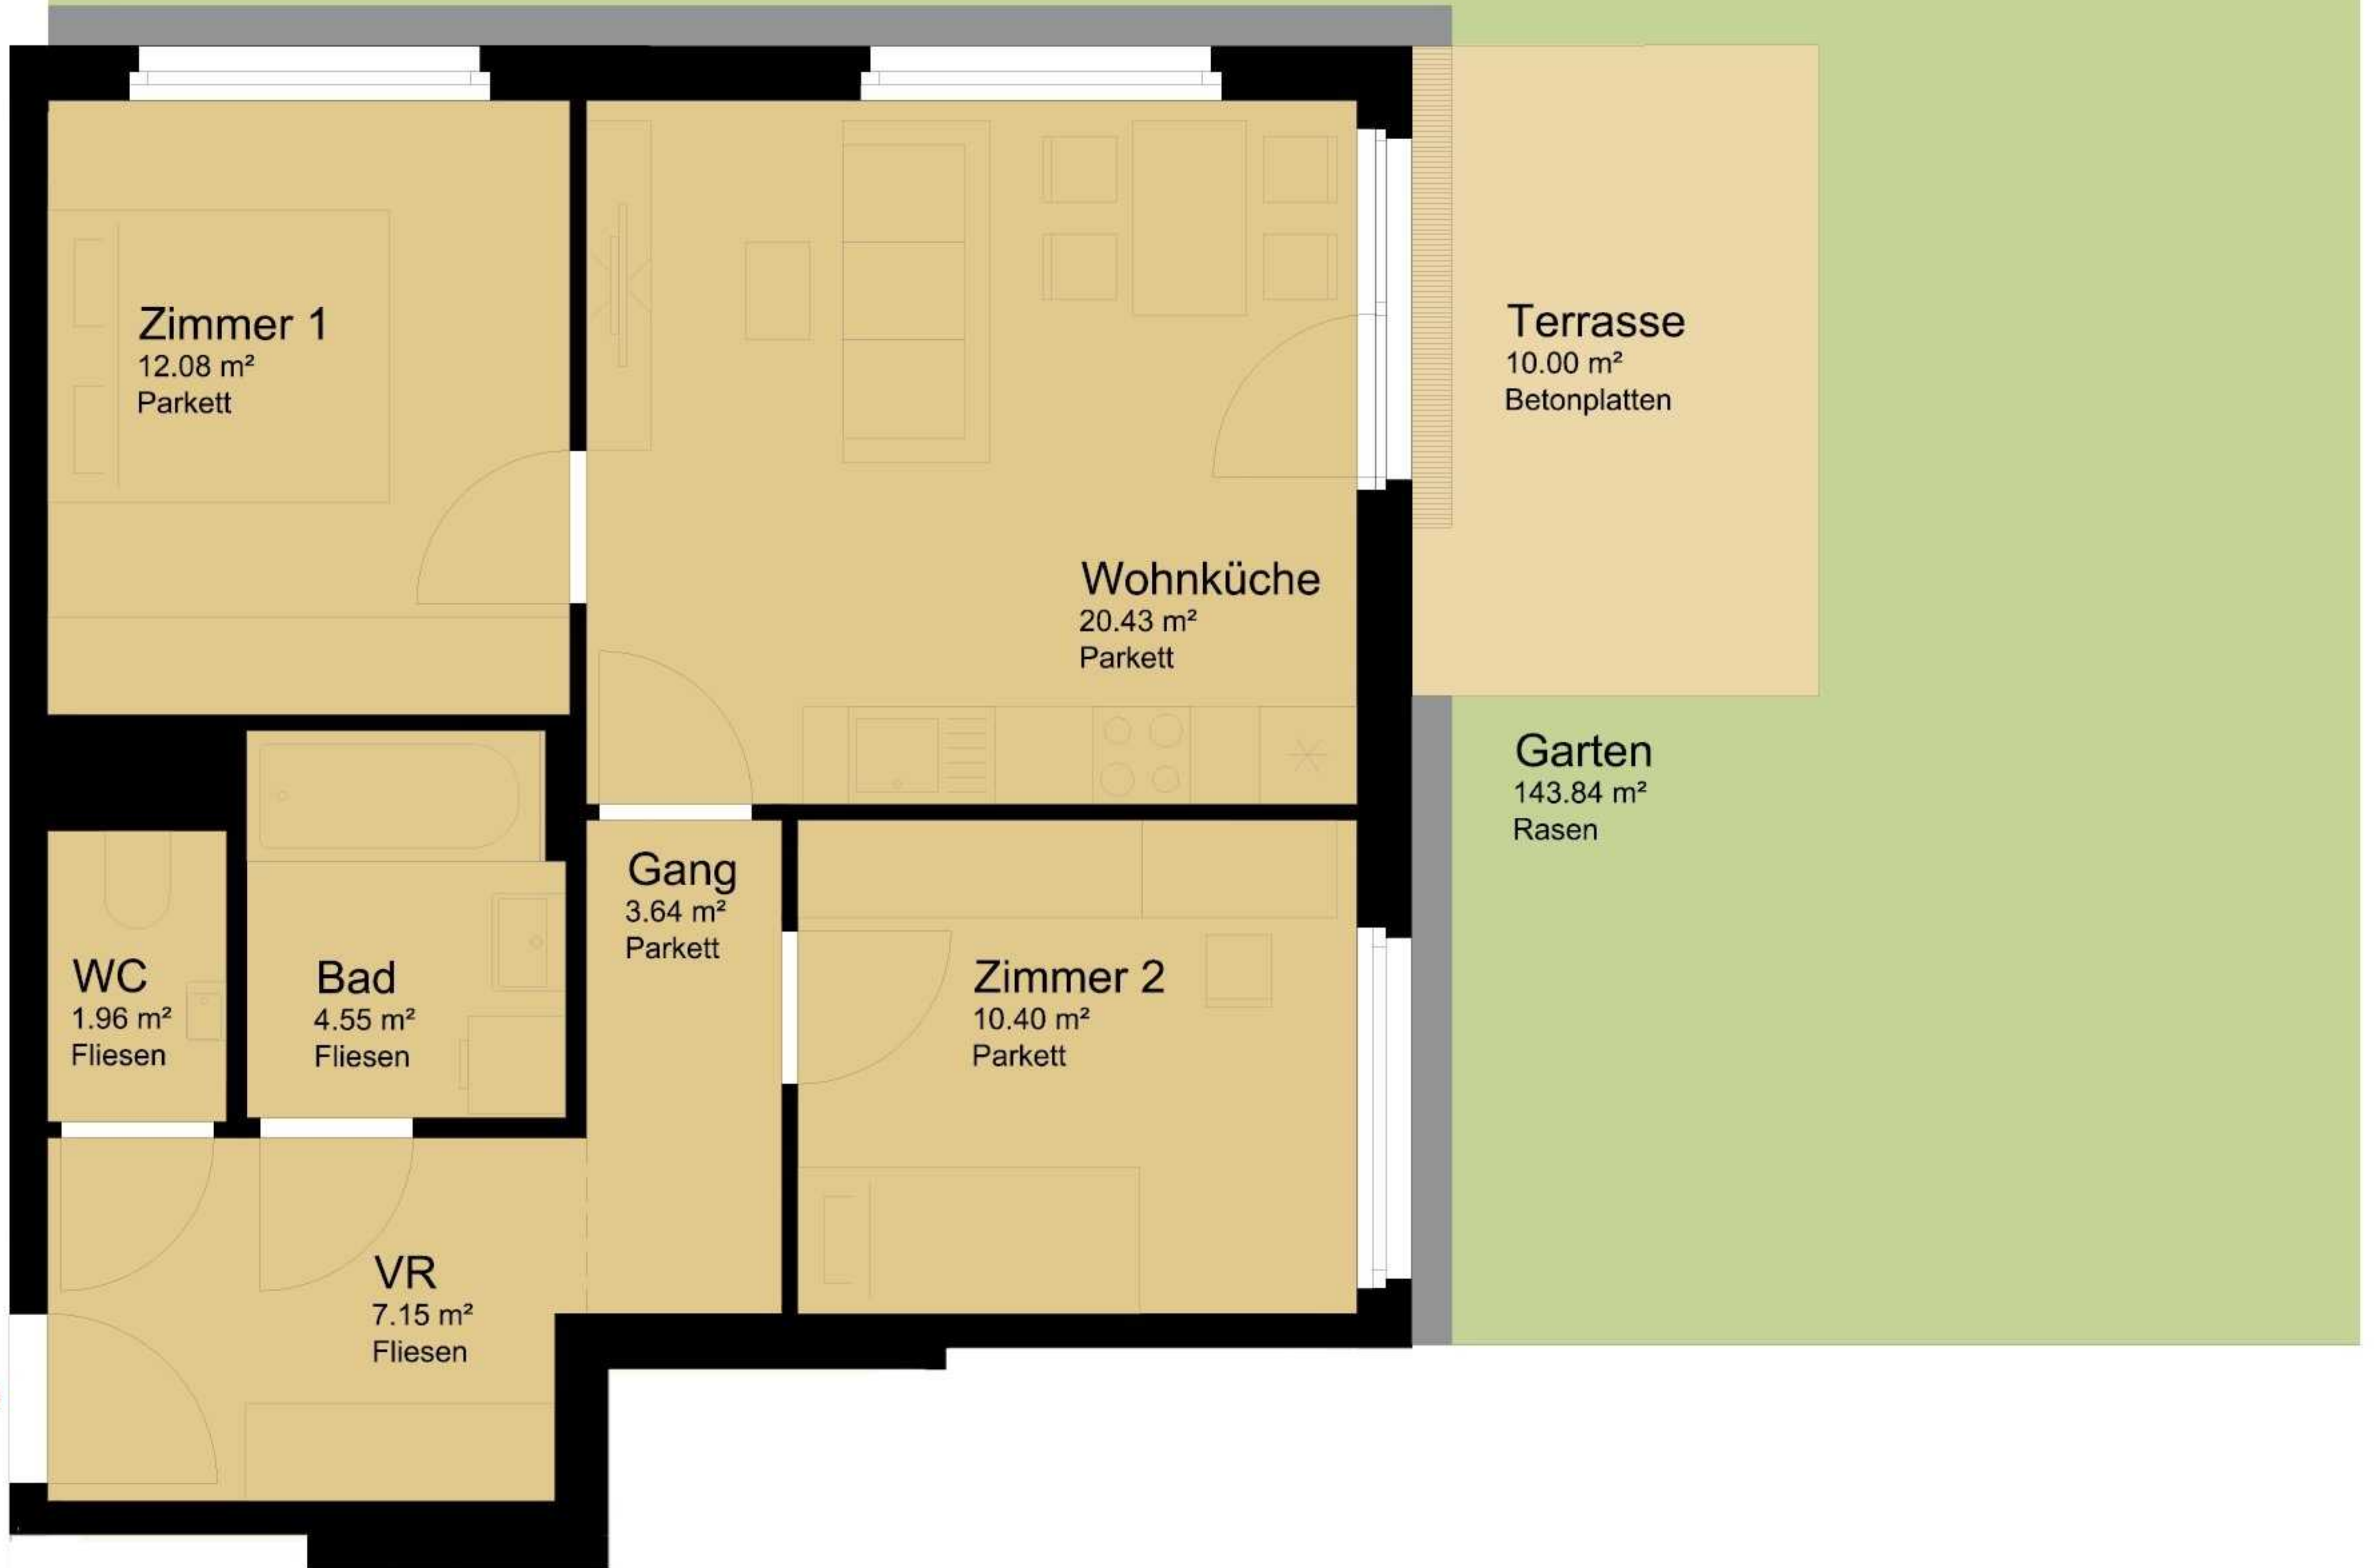 Zimmer 1
12.08 m²
Parkett
Terrasse
10.00 m²
Betonplatten
Wohnküche
20.43 m²
Parkett
Garten
143.84 m²
Rasen
Gang
3.64 m²
Parkett
WC
1.96 m²
Fliesen
Bad
4.55 m²
Fliesen
Zimmer 2
10.40 m²
Parkett
VR
7.15 m²
Fliesen